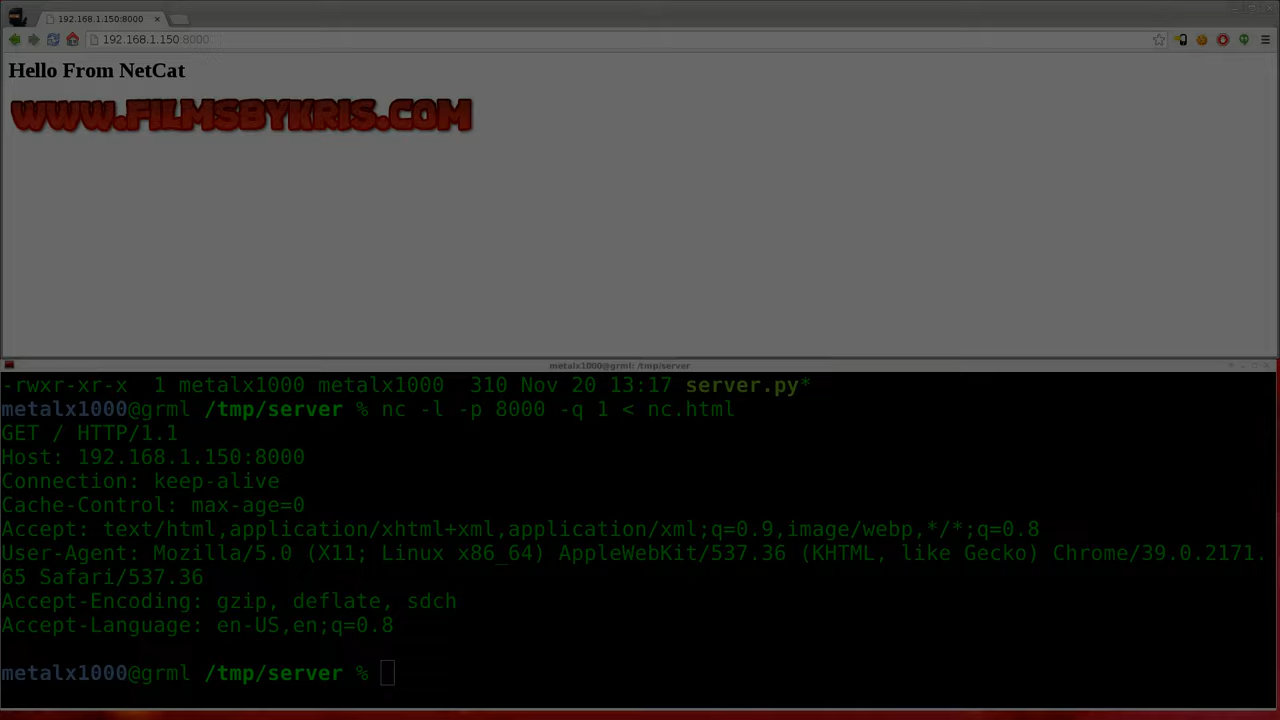 192.168.1.150:8000
192.168.1.150:8000
Hello From NetCat
WWW.FILMSBYKRIS.COM
metalx1000@grml: /tmp/server
-rwxr-xr-x  1 metalx1000 metalx1000  310 Nov 20 13:17 server.py*
metalx1000@grml /tmp/server % nc -l -p 8000 -q 1 < nc.html
GET / HTTP/1.1
Host: 192.168.1.150:8000
Connection: keep-alive
Cache-Control: max-age=0
Accept: text/html,application/xhtml+xml,application/xml;q=0.9,image/webp,*/*;q=0.8
User-Agent: Mozilla/5.0 (X11; Linux x86_64) AppleWebKit/537.36 (KHTML, like Gecko) Chrome/39.0.2171.
65 Safari/537.36
Accept-Encoding: gzip, deflate, sdch
Accept-Language: en-US,en;q=0.8
metalx1000@grml /tmp/server %